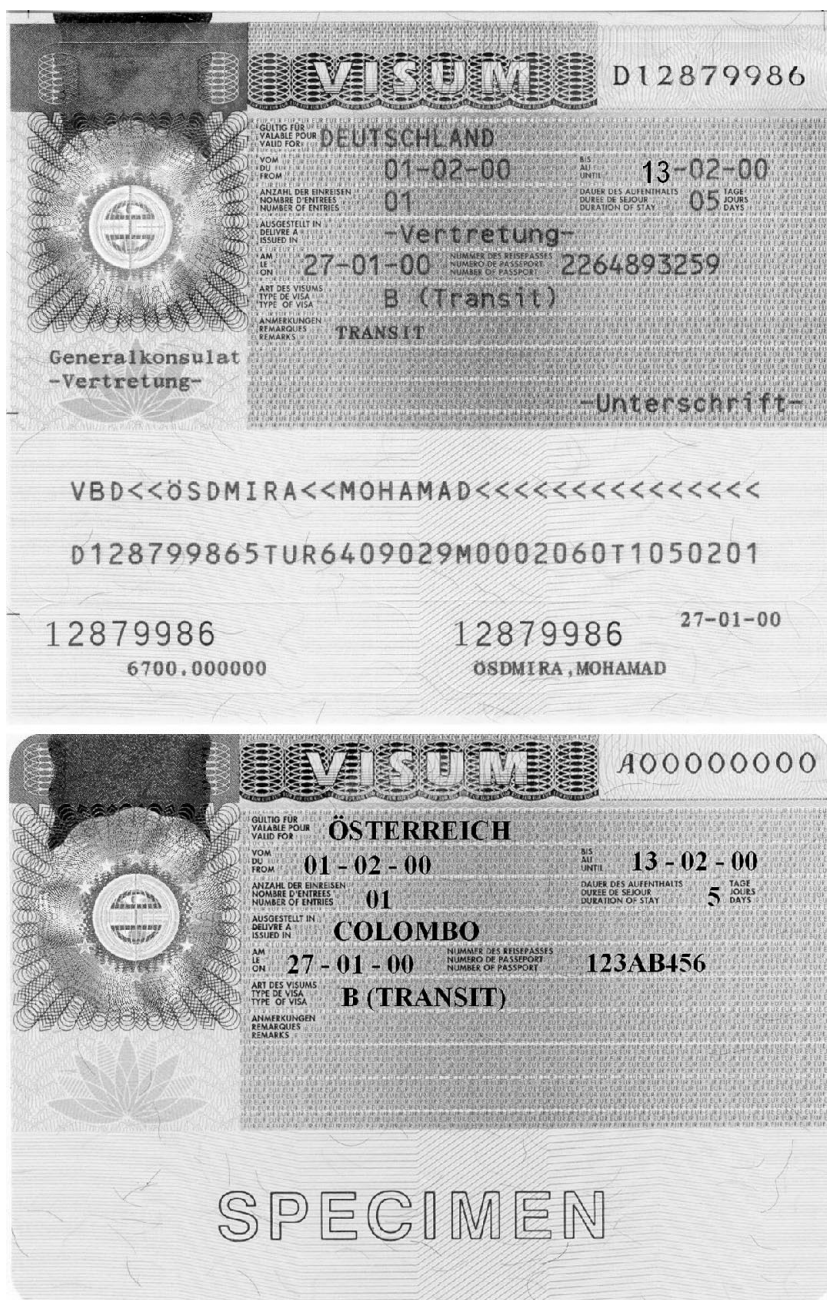 VISUM D12879986
GÜLTIG FÜR
VALABLE POUR
VALID FOR DEUTSCHLAND
VOM
DU
FROM 01-02-00
BIS
AU
UNTIL 13-02-00
ANZAHL DER EINREISEN
NOMBRE D'ENTREES
NUMBER OF ENTRIES 01
DAUER DES AUFENTHALTS
DUREE DE SEJOUR
DURATION OF STAY 05 TAGE
JOURS
DAYS
AUSGESTELLT IN
DELIVRE A
ISSUED IN -Vertretung-
AM
LE
ON 27-01-00
NUMMER DES REISEPASSES
NUMERO DE PASSEPORT
NUMBER OF PASSPORT 2264893259
ART DES VISUMS
TYPE DE VISA
TYPE OF VISA B (Transit)
ANMERKUNGEN
REMARQUES
REMARKS TRANSIT
Generalkonsulat
-Vertretung-
-Unterschrift-
VBD<<ÖSDMIRA<<MOHAMAD<<<<<<<<<<<<<<<
D128799865TUR6409029M0002060T1050201
12879986 12879986 27-01-00
6700.000000 ÖSDMIRA,MOHAMAD
VISUM A00000000
GÜLTIG FÜR
VALABLE POUR
VALID FOR ÖSTERREICH
VOM
DU
FROM 01 - 02 - 00
BIS
AU
UNTIL 13 - 02 - 00
ANZAHL DER EINREISEN
NOMBRE D'ENTREES
NUMBER OF ENTRIES 01
DAUER DES AUFENTHALTS
DUREE DE SEJOUR
DURATION OF STAY 5 TAGE
JOURS
DAYS
AUSGESTELLT IN
DELIVRE A
ISSUED IN COLOMBO
AM
LE
ON 27 - 01 - 00
NUMMER DES REISEPASSES
NUMERO DE PASSEPORT
NUMBER OF PASSPORT 123AB456
ART DES VISUMS
TYPE DE VISA
TYPE OF VISA B (TRANSIT)
ANMERKUNGEN
REMARQUES
REMARKS
SPECIMEN